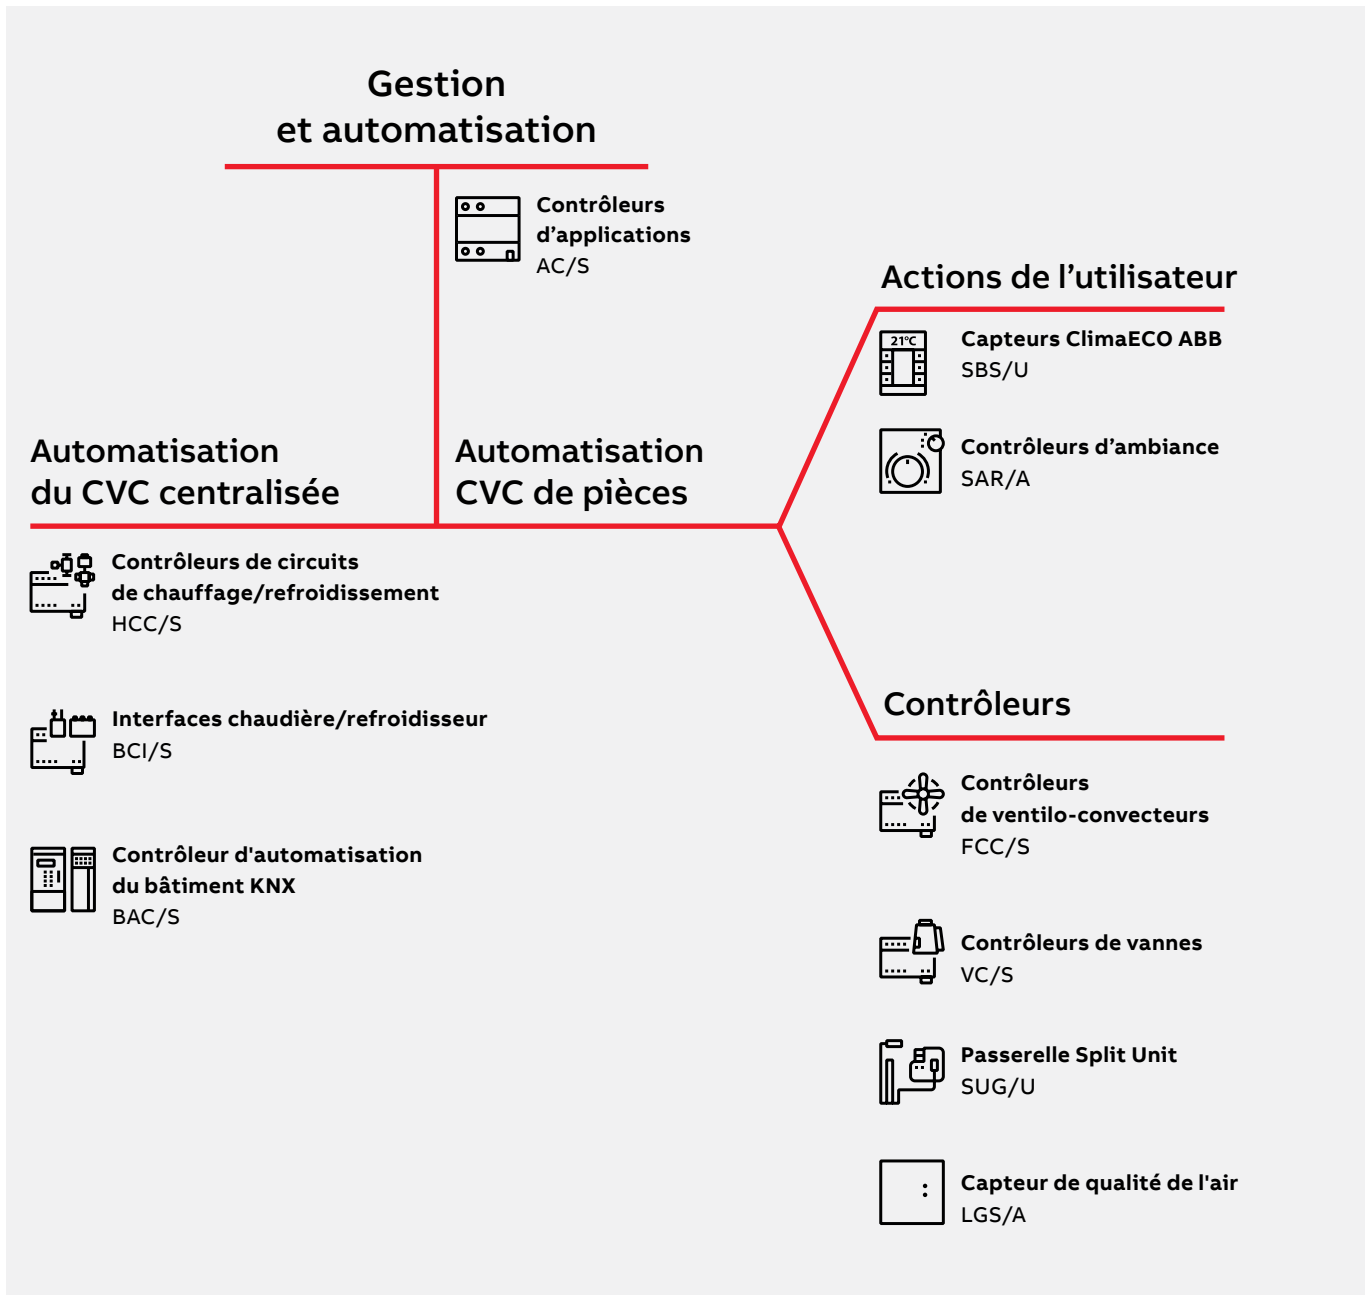 Gestion
et automatisation
Contrôleurs
d’applications
AC/S
Actions de l’utilisateur
21°C
Capteurs ClimaECO ABB
SBS/U
Contrôleurs d’ambiance
SAR/A
Automatisation
du CVC centralisée
Automatisation
CVC de pièces
Contrôleurs de circuits
de chauffage/refroidissement
HCC/S
Interfaces chaudière/refroidisseur
BCI/S
Contrôleur d'automatisation
du bâtiment KNX
BAC/S
Contrôleurs
Contrôleurs
de ventilo-convecteurs
FCC/S
Contrôleurs de vannes
VC/S
Passerelle Split Unit
SUG/U
Capteur de qualité de l'air
LGS/A